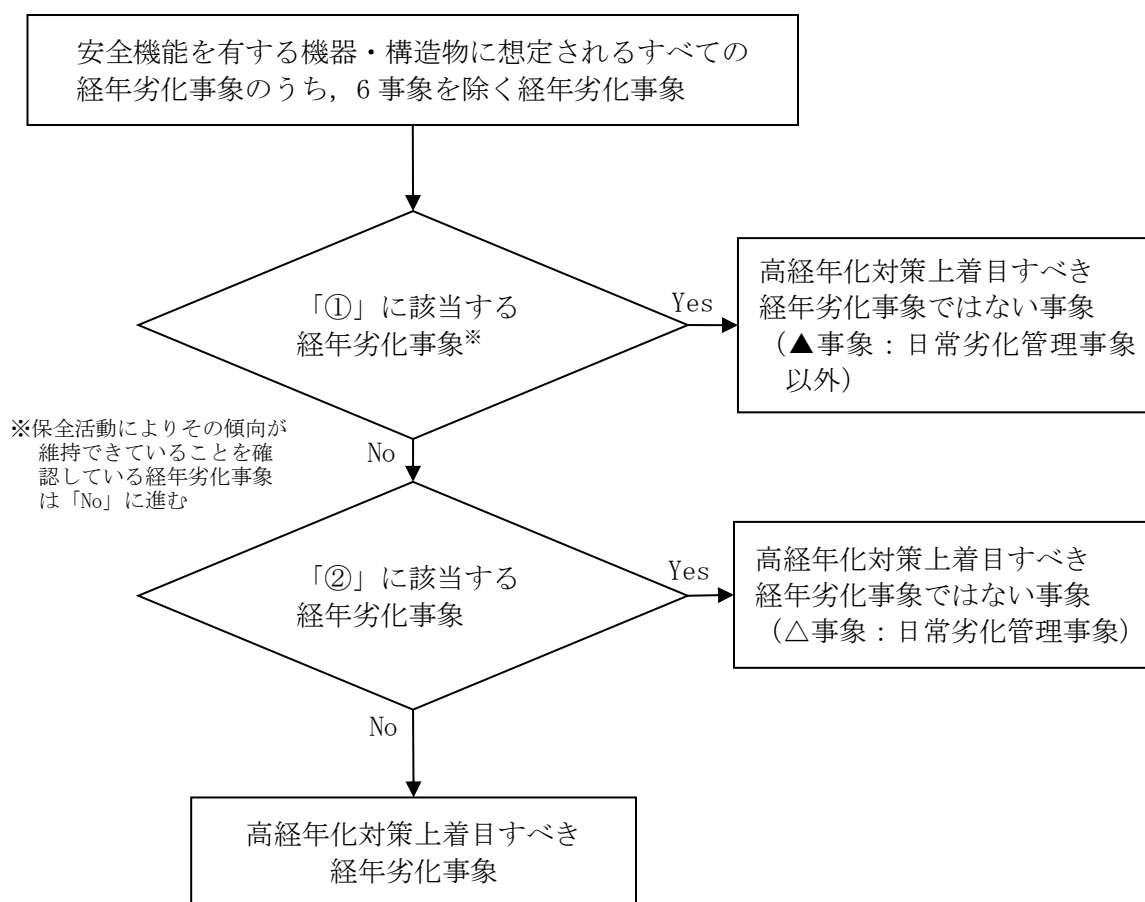 安全機能を有する機器・構造物に想定されるすべての
経年劣化事象のうち，6事象を除く経年劣化事象
「①」に該当する
経年劣化事象※
Yes
高経年化対策上着目すべき
経年劣化事象ではない事象
（▲事象：日常劣化管理事象
以外）
※保全活動によりその傾向が
維持できていることを確
認している経年劣化事象
は「No」に進む
No
「②」に該当する
経年劣化事象
Yes
高経年化対策上着目すべき
経年劣化事象ではない事象
（△事象：日常劣化管理事象）
No
高経年化対策上着目すべき
経年劣化事象